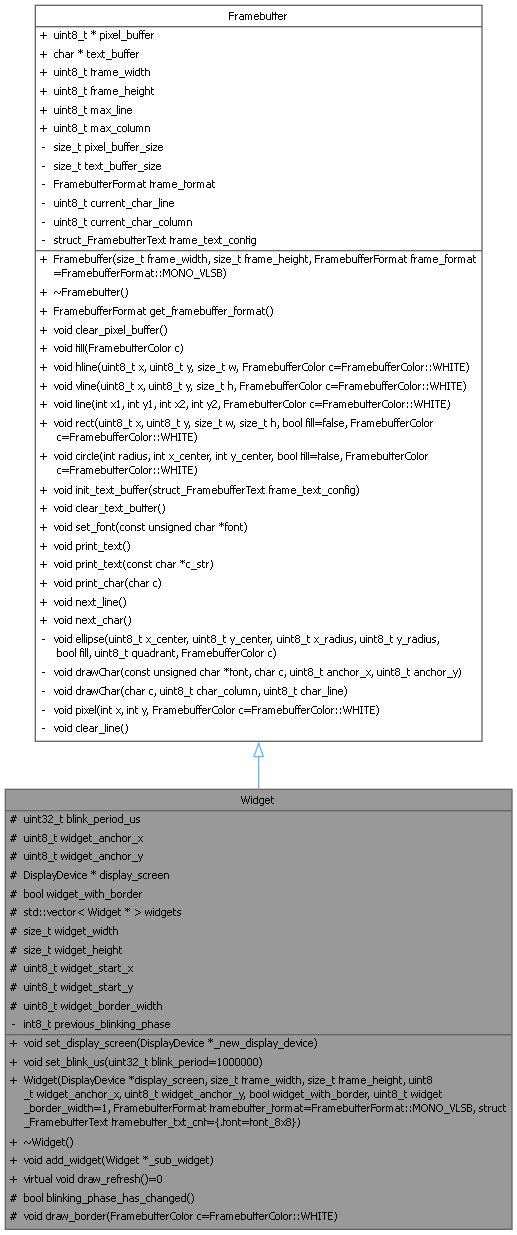 Framebuffer
+ uint8_t * pixel_buffer
+ char * text_buffer
+ uint8_t frame_width
+ uint8_t frame_height
+ uint8_t max_line
+ uint8_t max_column
- size_t pixel_buffer_size
- size_t text_buffer_size
- FramebufferFormat frame_format
- uint8_t current_char_line
- uint8_t current_char_column
- struct_FramebufferText frame_text_config
+ Framebuffer(size_t frame_width, size_t frame_height, FramebufferFormat frame_format
=FramebufferFormat::MONO_VLSB)
+ ~Framebuffer()
+ FramebufferFormat get_framebuffer_format()
+ void clear_pixel_buffer()
+ void fill(FramebufferColor c)
+ void hline(uint8_t x, uint8_t y, size_t w, FramebufferColor c=FramebufferColor::WHITE)
+ void vline(uint8_t x, uint8_t y, size_t h, FramebufferColor c=FramebufferColor::WHITE)
+ void line(int x1, int y1, int x2, int y2, FramebufferColor c=FramebufferColor::WHITE)
+ void rect(uint8_t x, uint8_t y, size_t w, size_t h, bool fill=false, FramebufferColor
c=FramebufferColor::WHITE)
+ void circle(int radius, int x_center, int y_center, bool fill=false, FramebufferColor
c=FramebufferColor::WHITE)
+ void init_text_buffer(struct_FramebufferText frame_text_config)
+ void clear_text_buffer()
+ void set_font(const unsigned char *font)
+ void print_text()
+ void print_text(const char *c_str)
+ void print_char(char c)
+ void next_line()
+ void next_char()
- void ellipse(uint8_t x_center, uint8_t y_center, uint8_t x_radius, uint8_t y_radius,
bool fill, uint8_t quadrant, FramebufferColor c)
- void drawChar(const unsigned char *font, char c, uint8_t anchor_x, uint8_t anchor_y)
- void drawChar(char c, uint8_t char_column, uint8_t char_line)
- void pixel(int x, int y, FramebufferColor c=FramebufferColor::WHITE)
- void clear_line()
Widget
# uint32_t blink_period_us
# uint8_t widget_anchor_x
# uint8_t widget_anchor_y
# DisplayDevice * display_screen
# bool widget_with_border
# std::vector< Widget * > widgets
# size_t widget_width
# size_t widget_height
# uint8_t widget_start_x
# uint8_t widget_start_y
# uint8_t widget_border_width
- int8_t previous_blinking_phase
+ void set_display_screen(DisplayDevice *_new_display_device)
+ void set_blink_us(uint32_t blink_period=1000000)
+ Widget(DisplayDevice *display_screen, size_t frame_width, size_t frame_height, uint8
_t widget_anchor_x, uint8_t widget_anchor_y, bool widget_with_border, uint8_t widget
_border_width=1, FramebufferFormat framebuffer_format=FramebufferFormat::MONO_VLSB, struct
_FramebufferText framebuffer_txt_cnf={.font=font_8x8})
+ ~Widget()
+ void add_widget(Widget *_sub_widget)
+ virtual void draw_refresh()=0
# bool blinking_phase_has_changed()
# void draw_border(FramebufferColor c=FramebufferColor::WHITE)